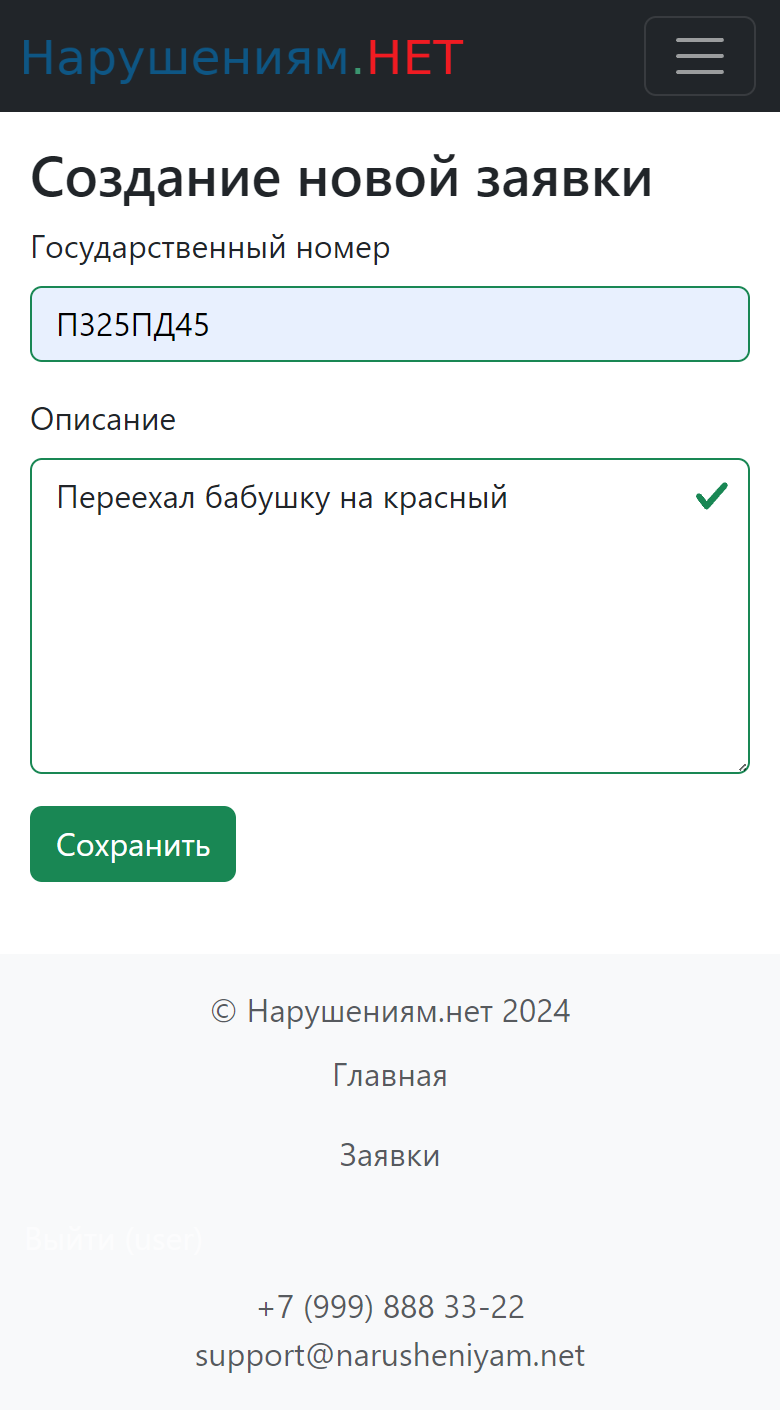 Нарушениям.НЕТ
Создание новой заявки
Государственный номер
П325ПД45
Описание
Переехал бабушку на красный
Сохранить
© Нарушениям.нет 2024
Главная
Заявки
Выйти (user)
+7 (999) 888 33-22
support@narusheniyam.net